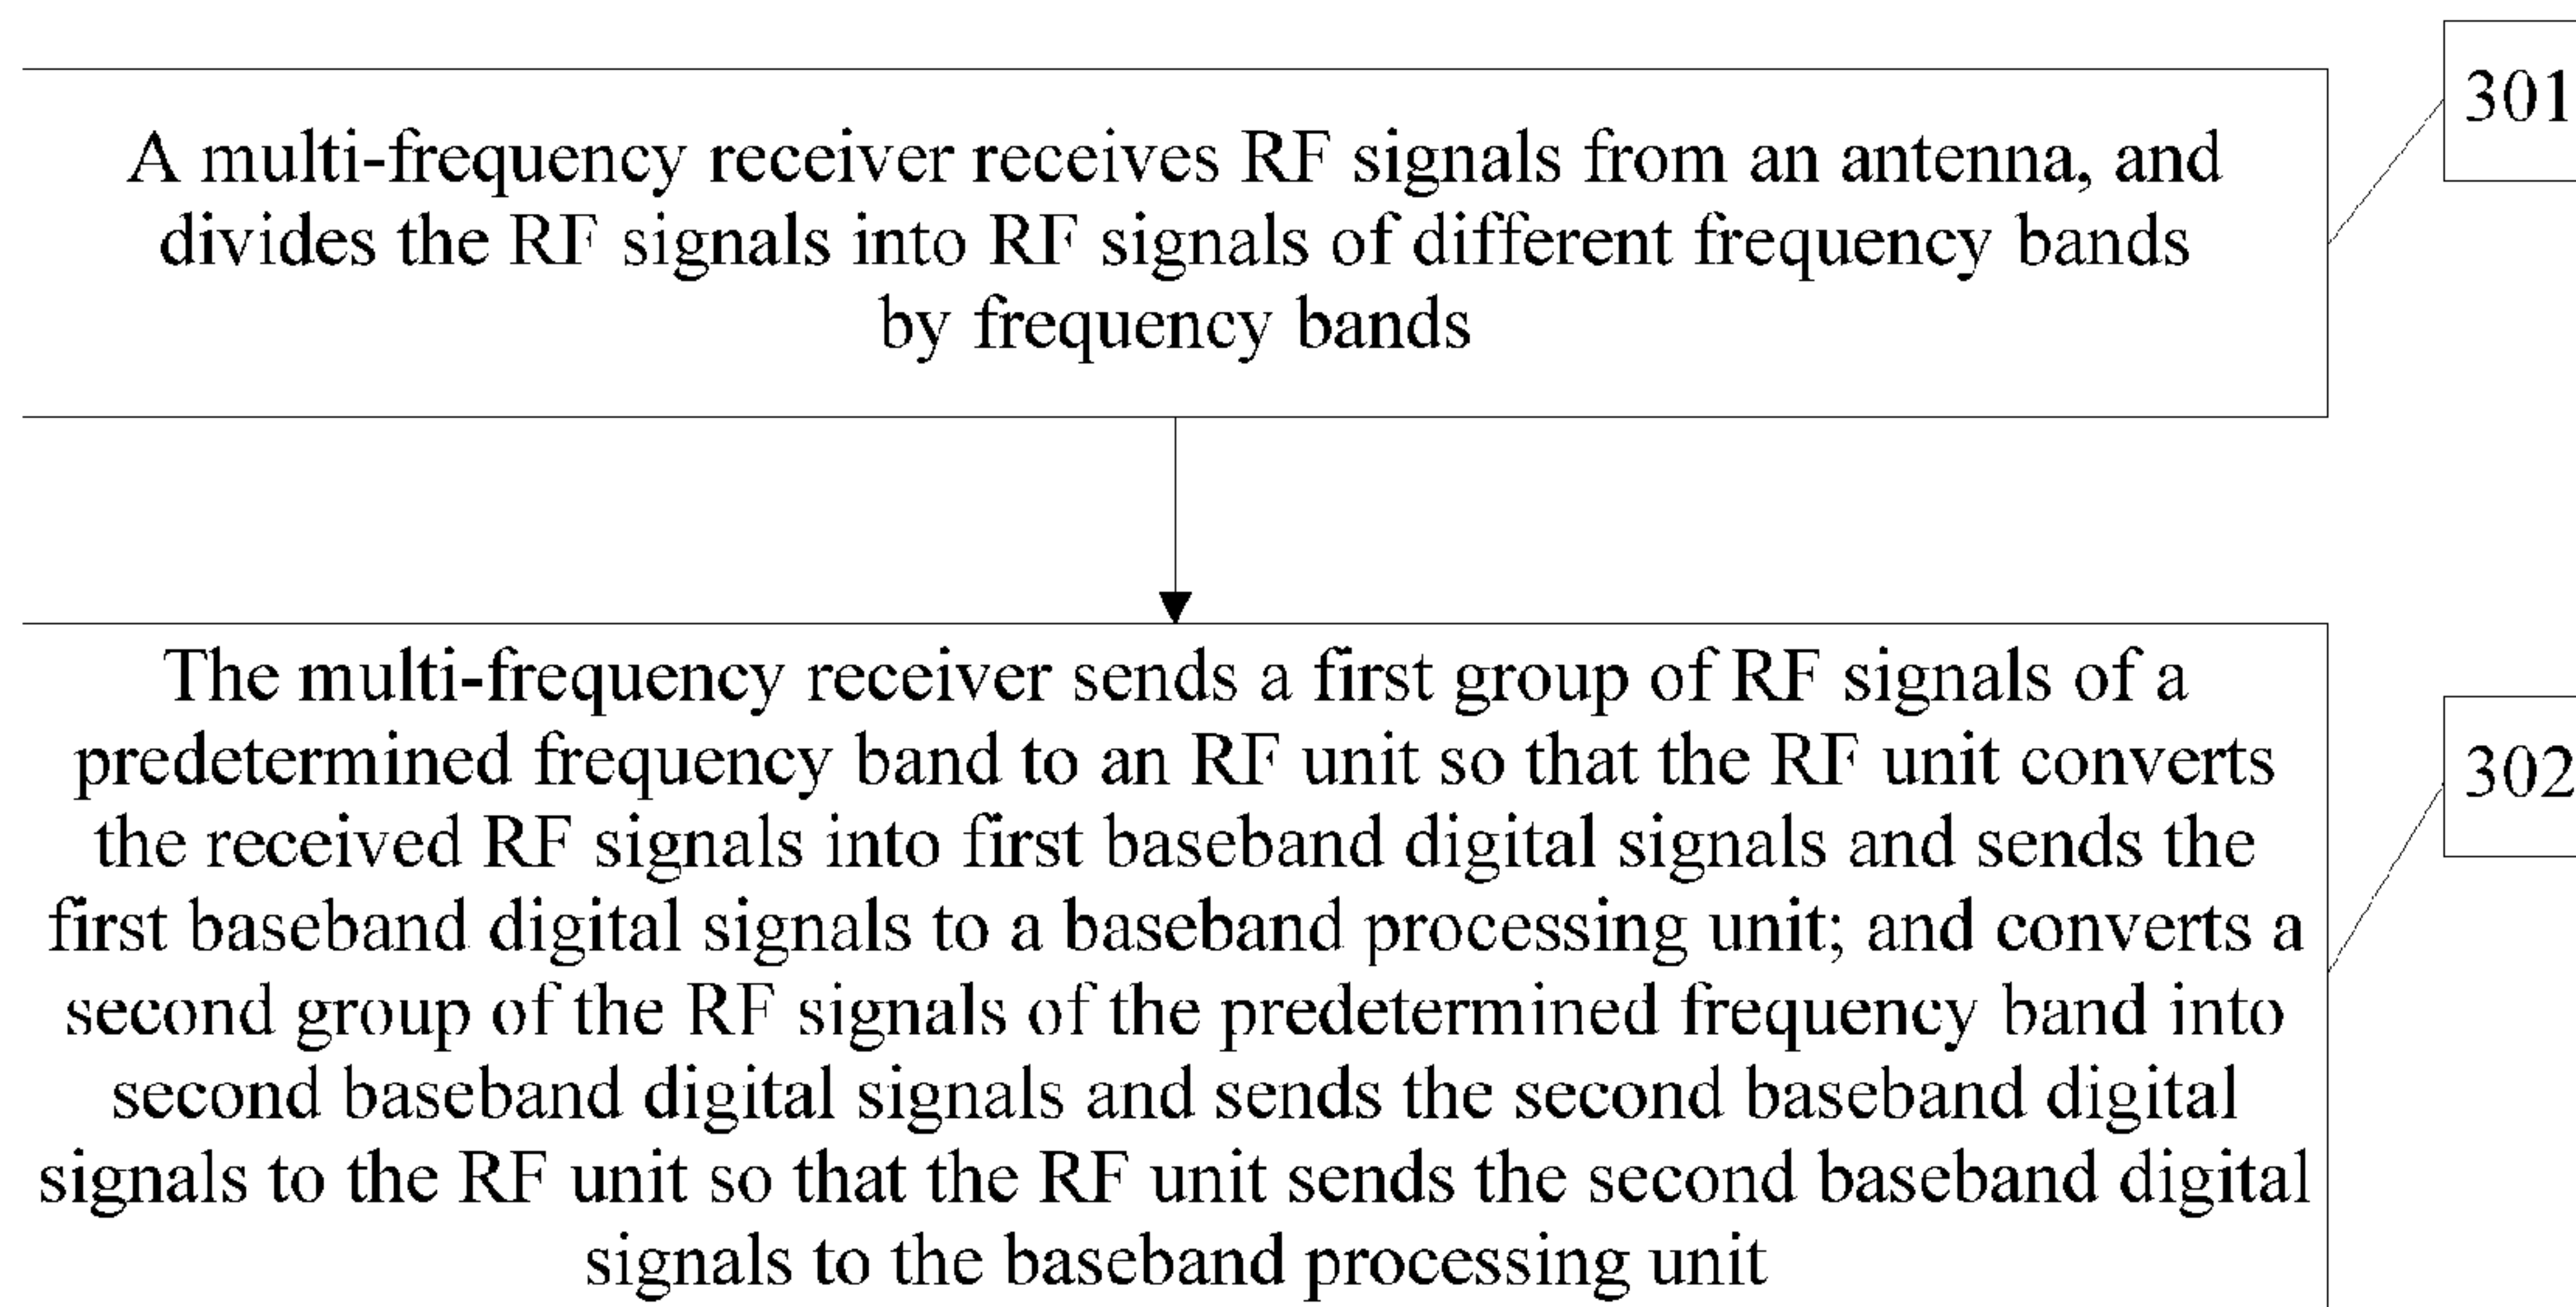 301
A multi-frequency receiver receives RF signals from an antenna, and
divides the RF signals into RF signals of different frequency bands
by frequency bands
The multi-frequency receiver sends a first group of RF signals of a
predetermined frequency band to an RF unit so that the RF unit converts
302
the received RF signals into first baseband digital signals and sends the
first baseband digital signals to a baseband processing unit; and converts a
second group of the RF signals of the predetermined frequency band into
second baseband digital signals and sends the second baseband digital
signals to the RF unit so that the RF unit sends the second baseband digital
signals to the baseband processing unit